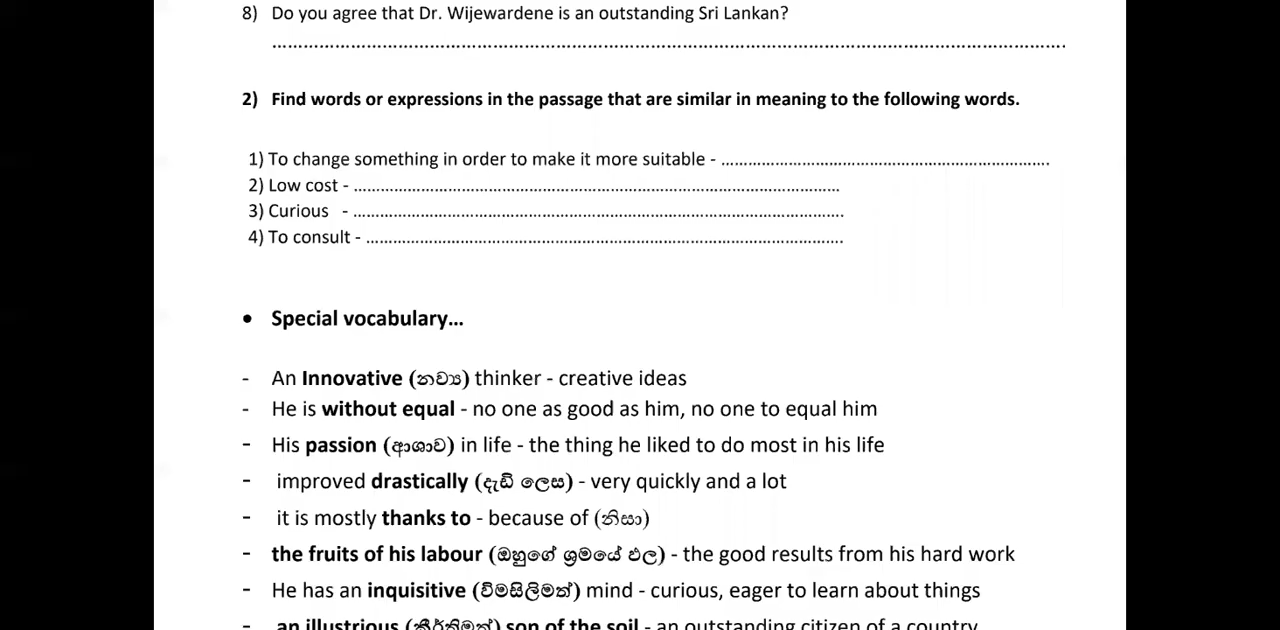 8) Do you agree that Dr. Wijewardene is an outstanding Sri Lankan?
……………………………………………………………………………………………………………………………………….
2) Find words or expressions in the passage that are similar in meaning to the following words.
1) To change something in order to make it more suitable - ……………………………………………………………….
2) Low cost - ………………………………………………………………………………………
3) Curious - ……………………………………………………………………………………….
4) To consult - …………………………………………………………………………………….
• Special vocabulary…
- An Innovative (නව්‍ය) thinker - creative ideas
- He is without equal - no one as good as him, no one to equal him
- His passion (ආශාව) in life - the thing he liked to do most in his life
- improved drastically (දැඩි ලෙස) - very quickly and a lot
- it is mostly thanks to - because of (නිසා)
- the fruits of his labour (ඔහුගේ ශ්‍රමයේ ඵල) - the good results from his hard work
- He has an inquisitive (විමසිලිමත්) mind - curious, eager to learn about things
- an illustrious (කීර්තිමත්) son of the soil - an outstanding citizen of a country